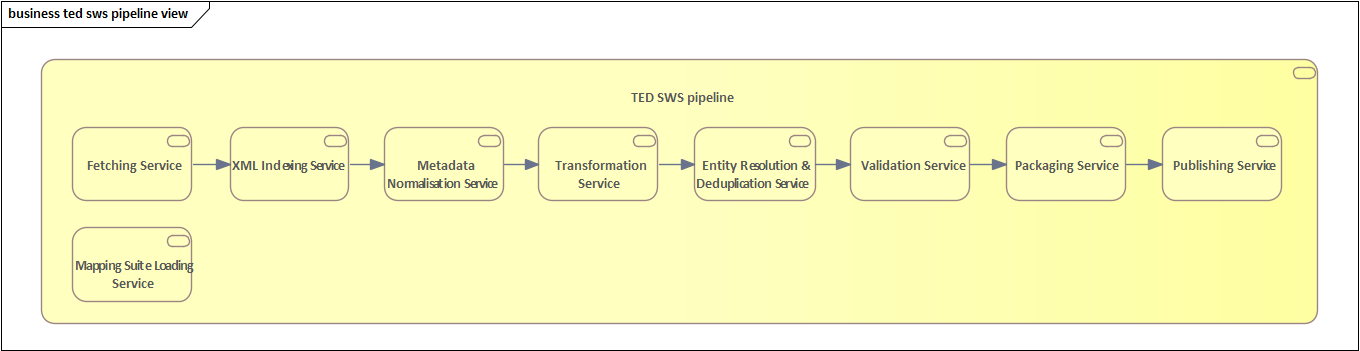 business ted sws pipeline view
TED SWS pipeline
Fetching Service
XML Indexing Service
Metadata
Normalisation Service
Transformation
Service
Entity Resolution &
Deduplication Service
Validation Service
Packaging Service
Publishing Service
Mapping Suite Loading
Service